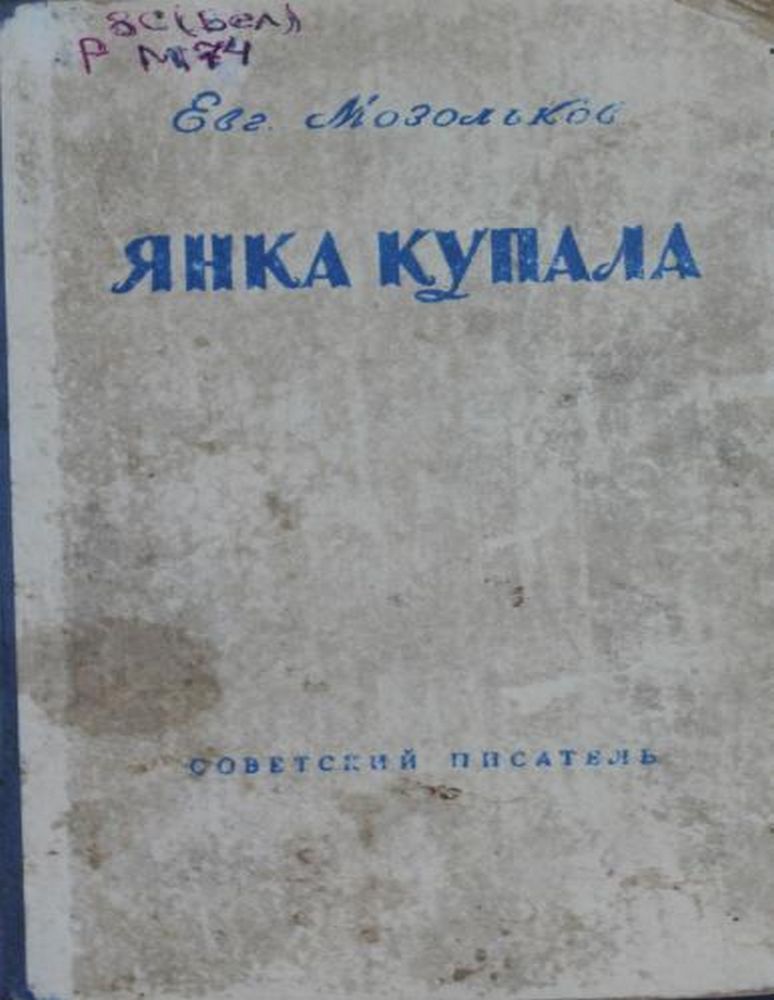 8С(Бел)
Р М74
Евг. Мозольков
ЯНКА КУПАЛА
СОВЕТСКИЙ ПИСАТЕЛЬ